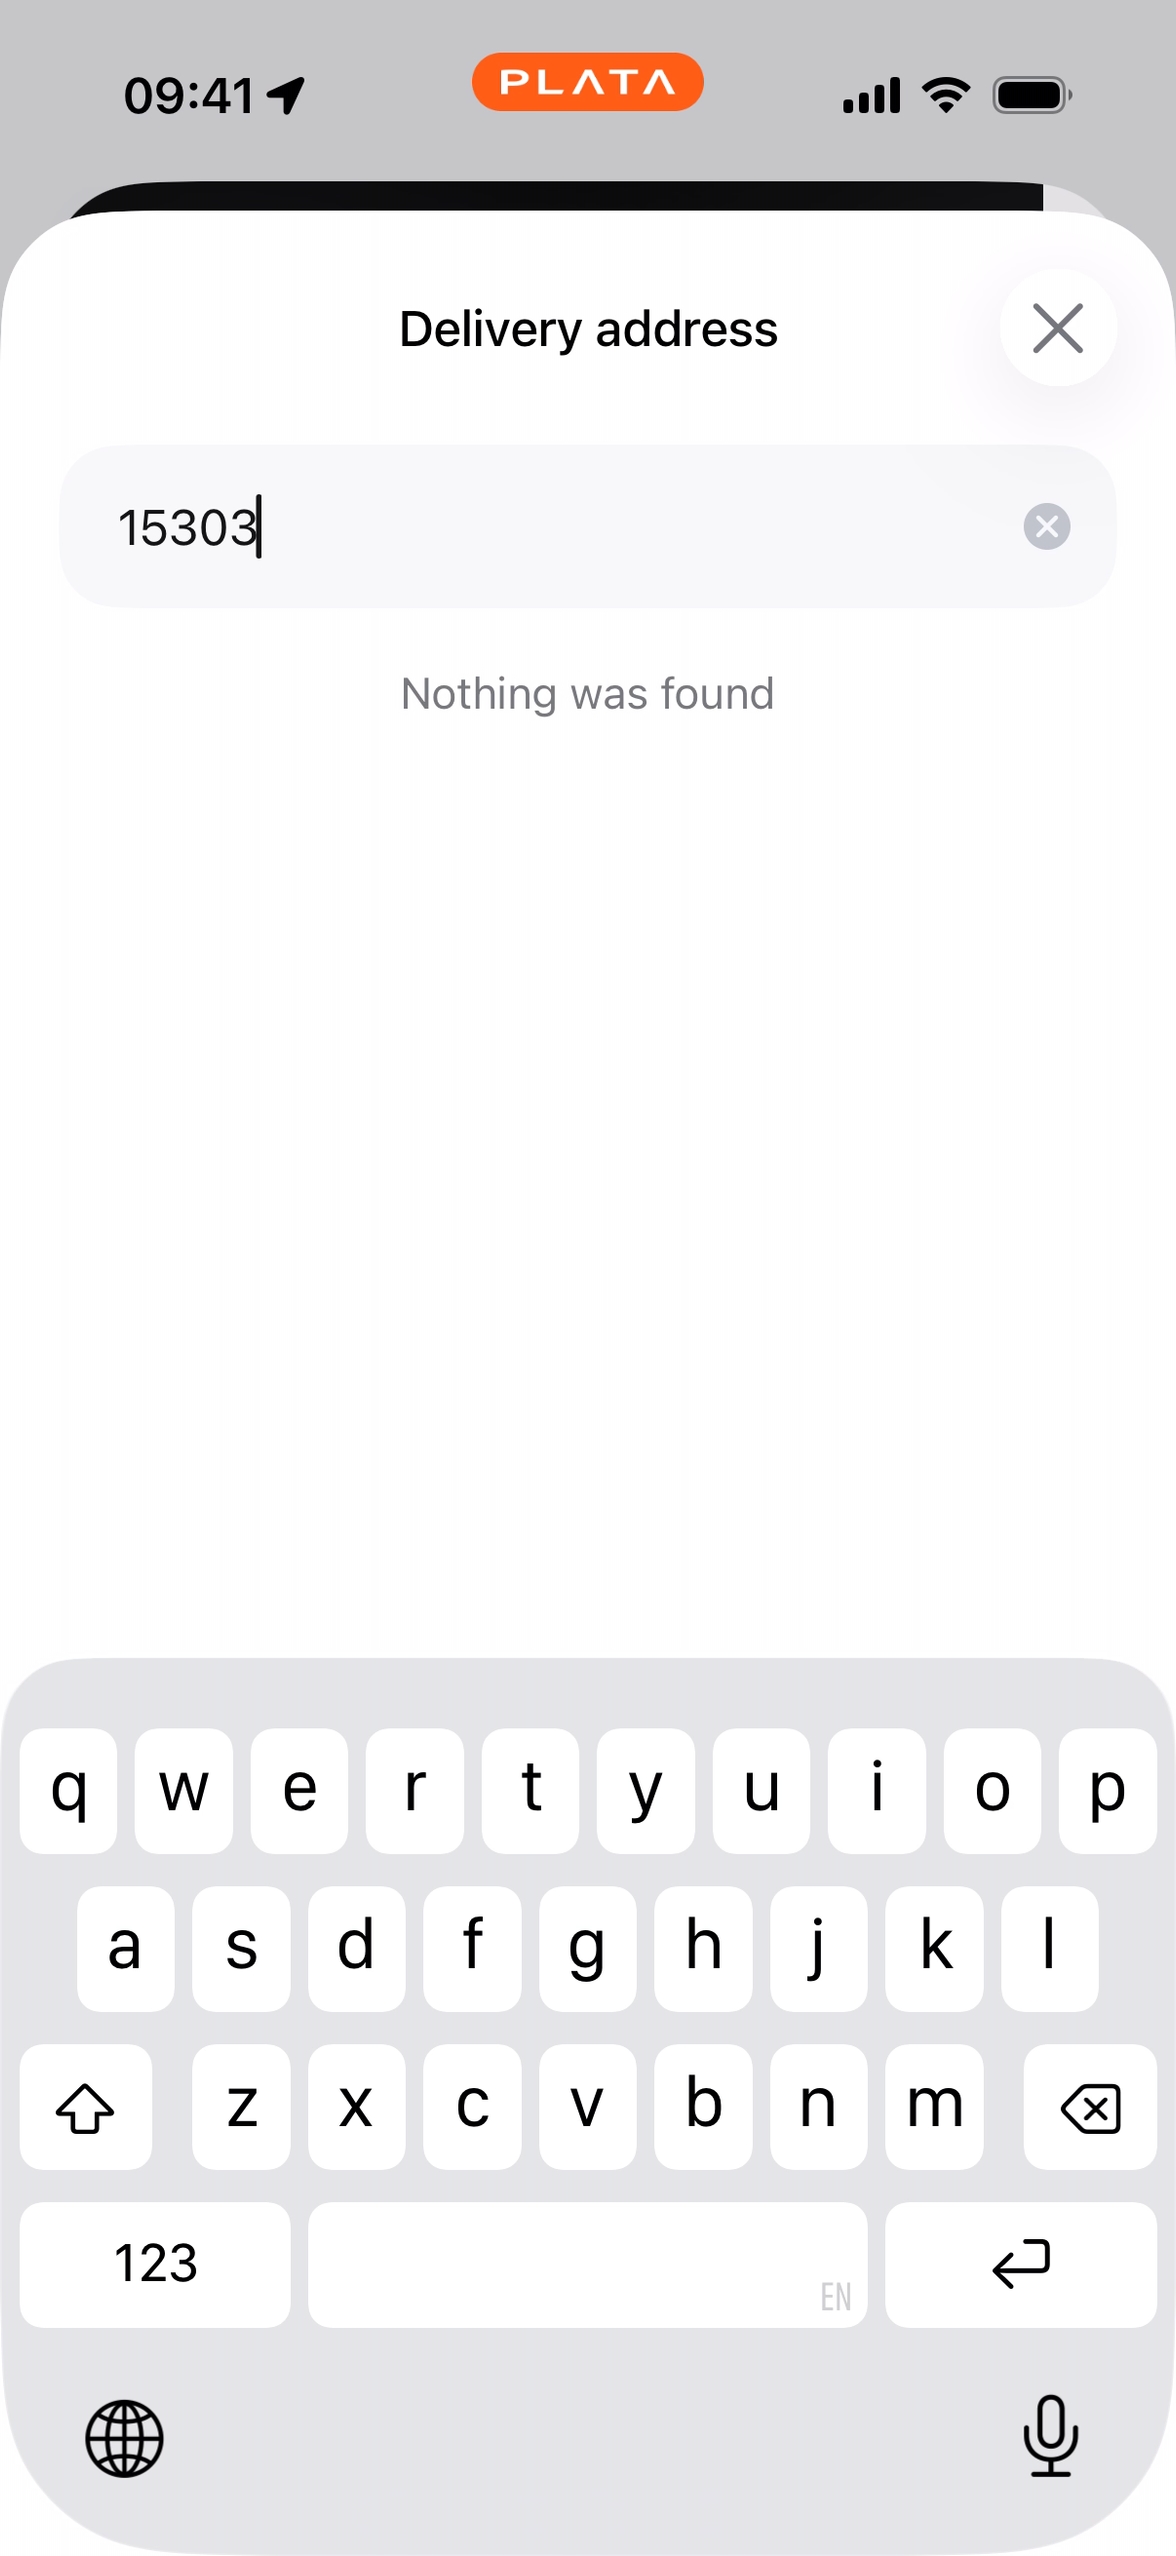 09:41
PLATA
Delivery address
15303
Nothing was found
q w e r t y u i o p
a s d f g h j k l
z x c v b n m
123
EN